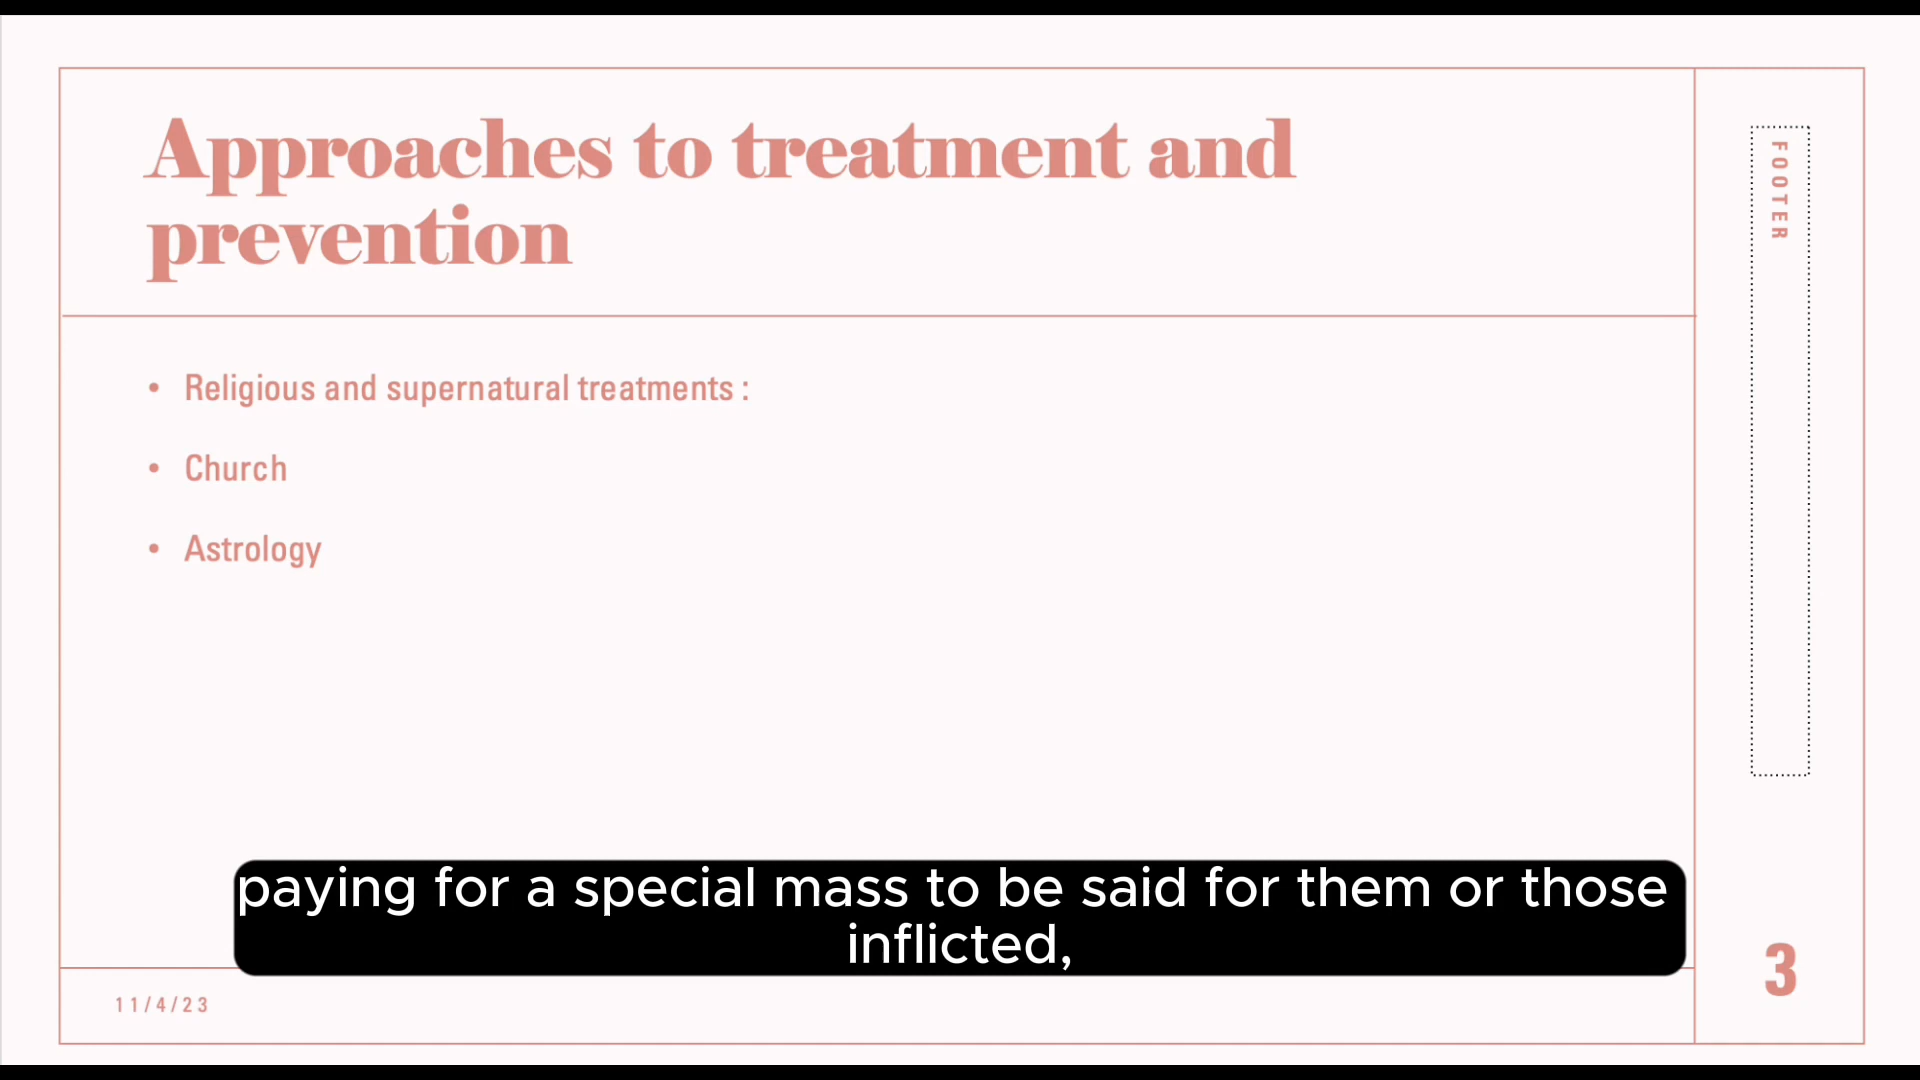 Approaches to treatment and
prevention
FOOTER
• Religious and supernatural treatments :
• Church
• Astrology
paying for a special mass to be said for them or those
inflicted,
3
11/4/23